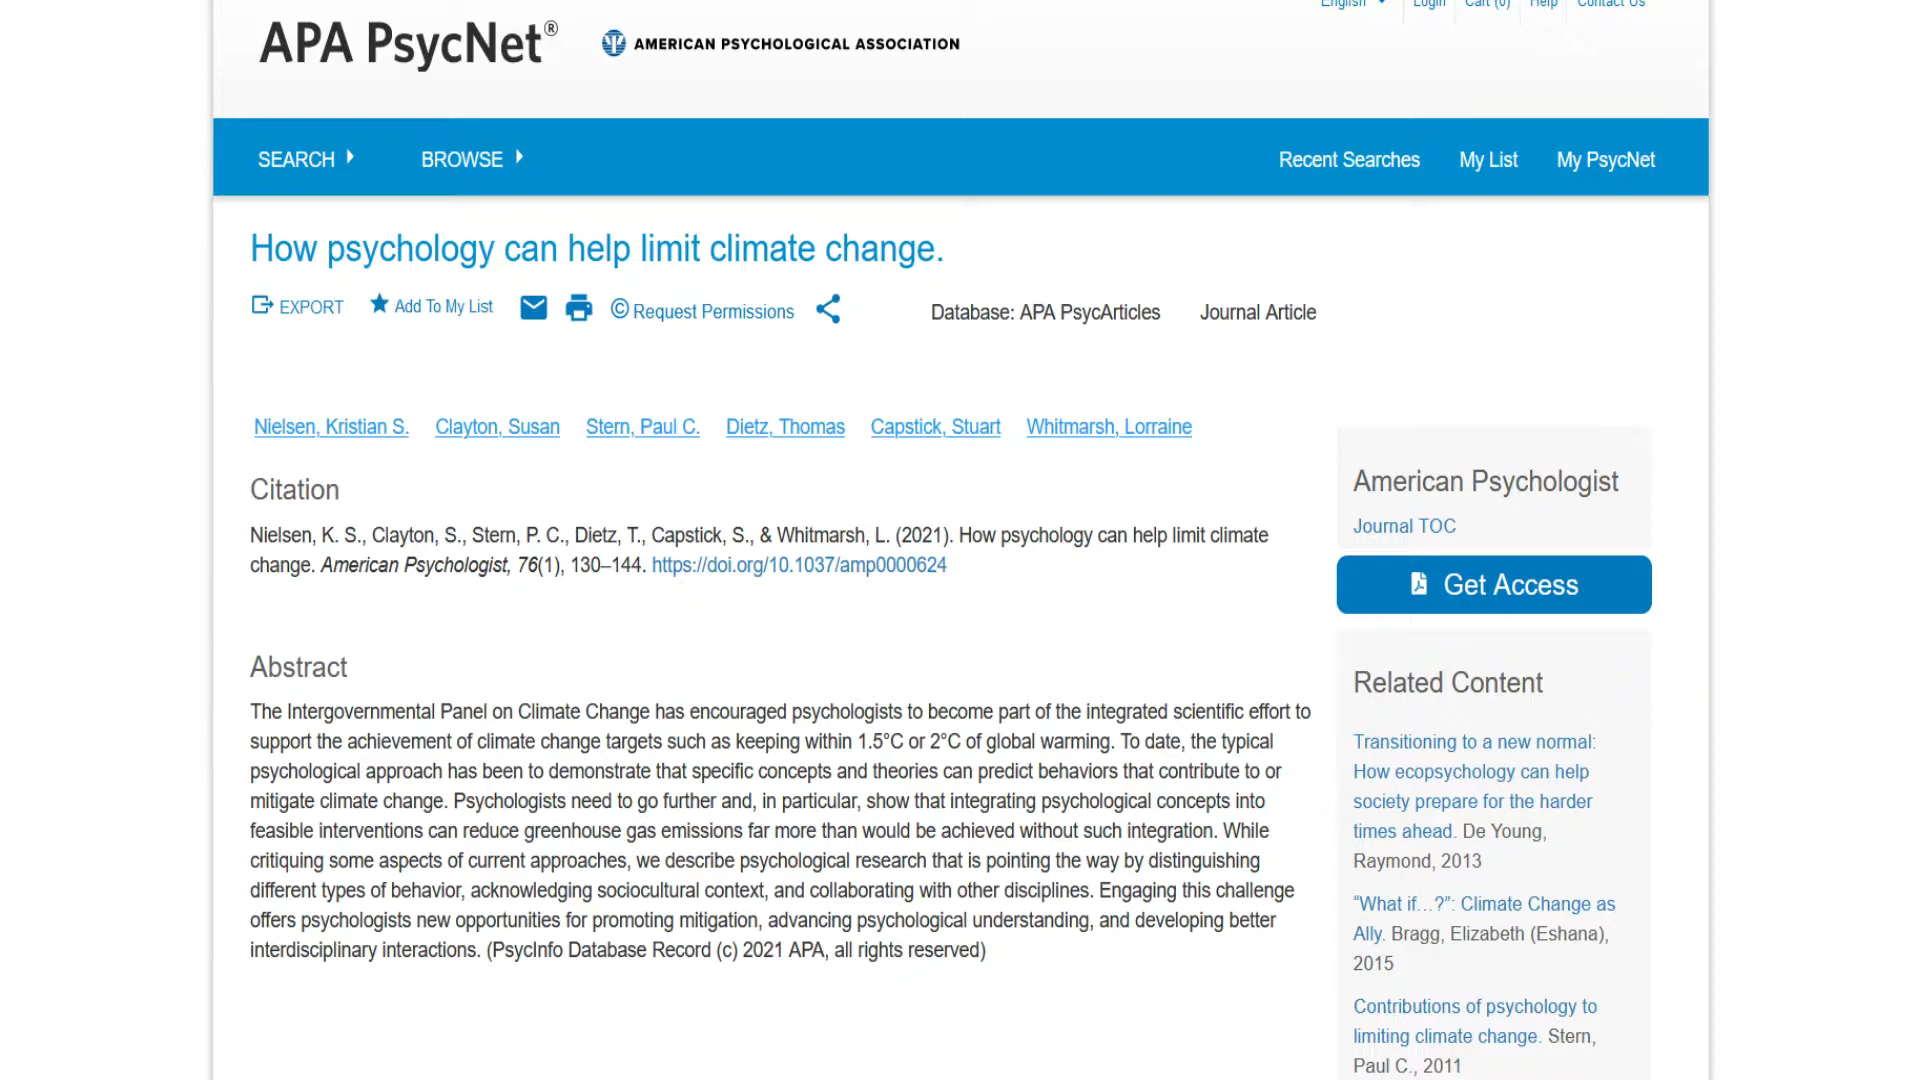 English Login Cart (0) Help Contact Us
APA PsycNet®
AMERICAN PSYCHOLOGICAL ASSOCIATION
SEARCH BROWSE Recent Searches My List My PsycNet
How psychology can help limit climate change.
EXPORT Add To My List © Request Permissions Database: APA PsycArticles Journal Article
Nielsen, Kristian S. Clayton, Susan Stern, Paul C. Dietz, Thomas Capstick, Stuart Whitmarsh, Lorraine
Citation
Nielsen, K. S., Clayton, S., Stern, P. C., Dietz, T., Capstick, S., & Whitmarsh, L. (2021). How psychology can help limit climate
change. American Psychologist, 76(1), 130–144. https://doi.org/10.1037/amp0000624
Abstract
The Intergovernmental Panel on Climate Change has encouraged psychologists to become part of the integrated scientific effort to
support the achievement of climate change targets such as keeping within 1.5°C or 2°C of global warming. To date, the typical
psychological approach has been to demonstrate that specific concepts and theories can predict behaviors that contribute to or
mitigate climate change. Psychologists need to go further and, in particular, show that integrating psychological concepts into
feasible interventions can reduce greenhouse gas emissions far more than would be achieved without such integration. While
critiquing some aspects of current approaches, we describe psychological research that is pointing the way by distinguishing
different types of behavior, acknowledging sociocultural context, and collaborating with other disciplines. Engaging this challenge
offers psychologists new opportunities for promoting mitigation, advancing psychological understanding, and developing better
interdisciplinary interactions. (PsycInfo Database Record (c) 2021 APA, all rights reserved)
American Psychologist
Journal TOC
Get Access
Related Content
Transitioning to a new normal:
How ecopsychology can help
society prepare for the harder
times ahead. De Young,
Raymond, 2013
“What if…?”: Climate Change as
Ally. Bragg, Elizabeth (Eshana),
2015
Contributions of psychology to
limiting climate change. Stern,
Paul C., 2011